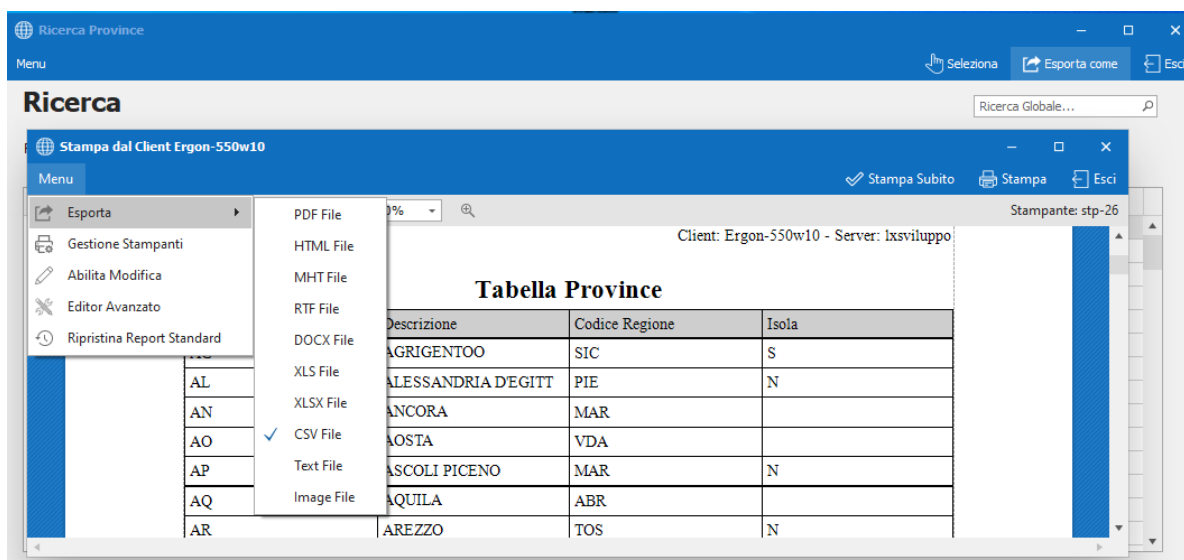 Ricerca Province
Menu
Seleziona
Esporta come
Esci
Ricerca
Ricerca Globale...
Stampa dal Client Ergon-550w10
Menu
Stampa Subito
Stampa
Esci
Esporta
Gestione Stampanti
Abilita Modifica
Editor Avanzato
Ripristina Report Standard
PDF File
HTML File
MHT File
RTF File
DOCX File
XLS File
XLSX File
CSV File
Text File
Image File
0%
Stampante: stp-26
Client: Ergon-550w10 - Server: lxsviluppo
Tabella Province
Descrizione Codice Regione Isola
AGRIGENTOO SIC S
AL ALESSANDRIA D'EGITT PIE N
AN ANCORA MAR
AO AOSTA VDA
AP ASCOLI PICENO MAR N
AQ AQUILA ABR
AR AREZZO TOS N